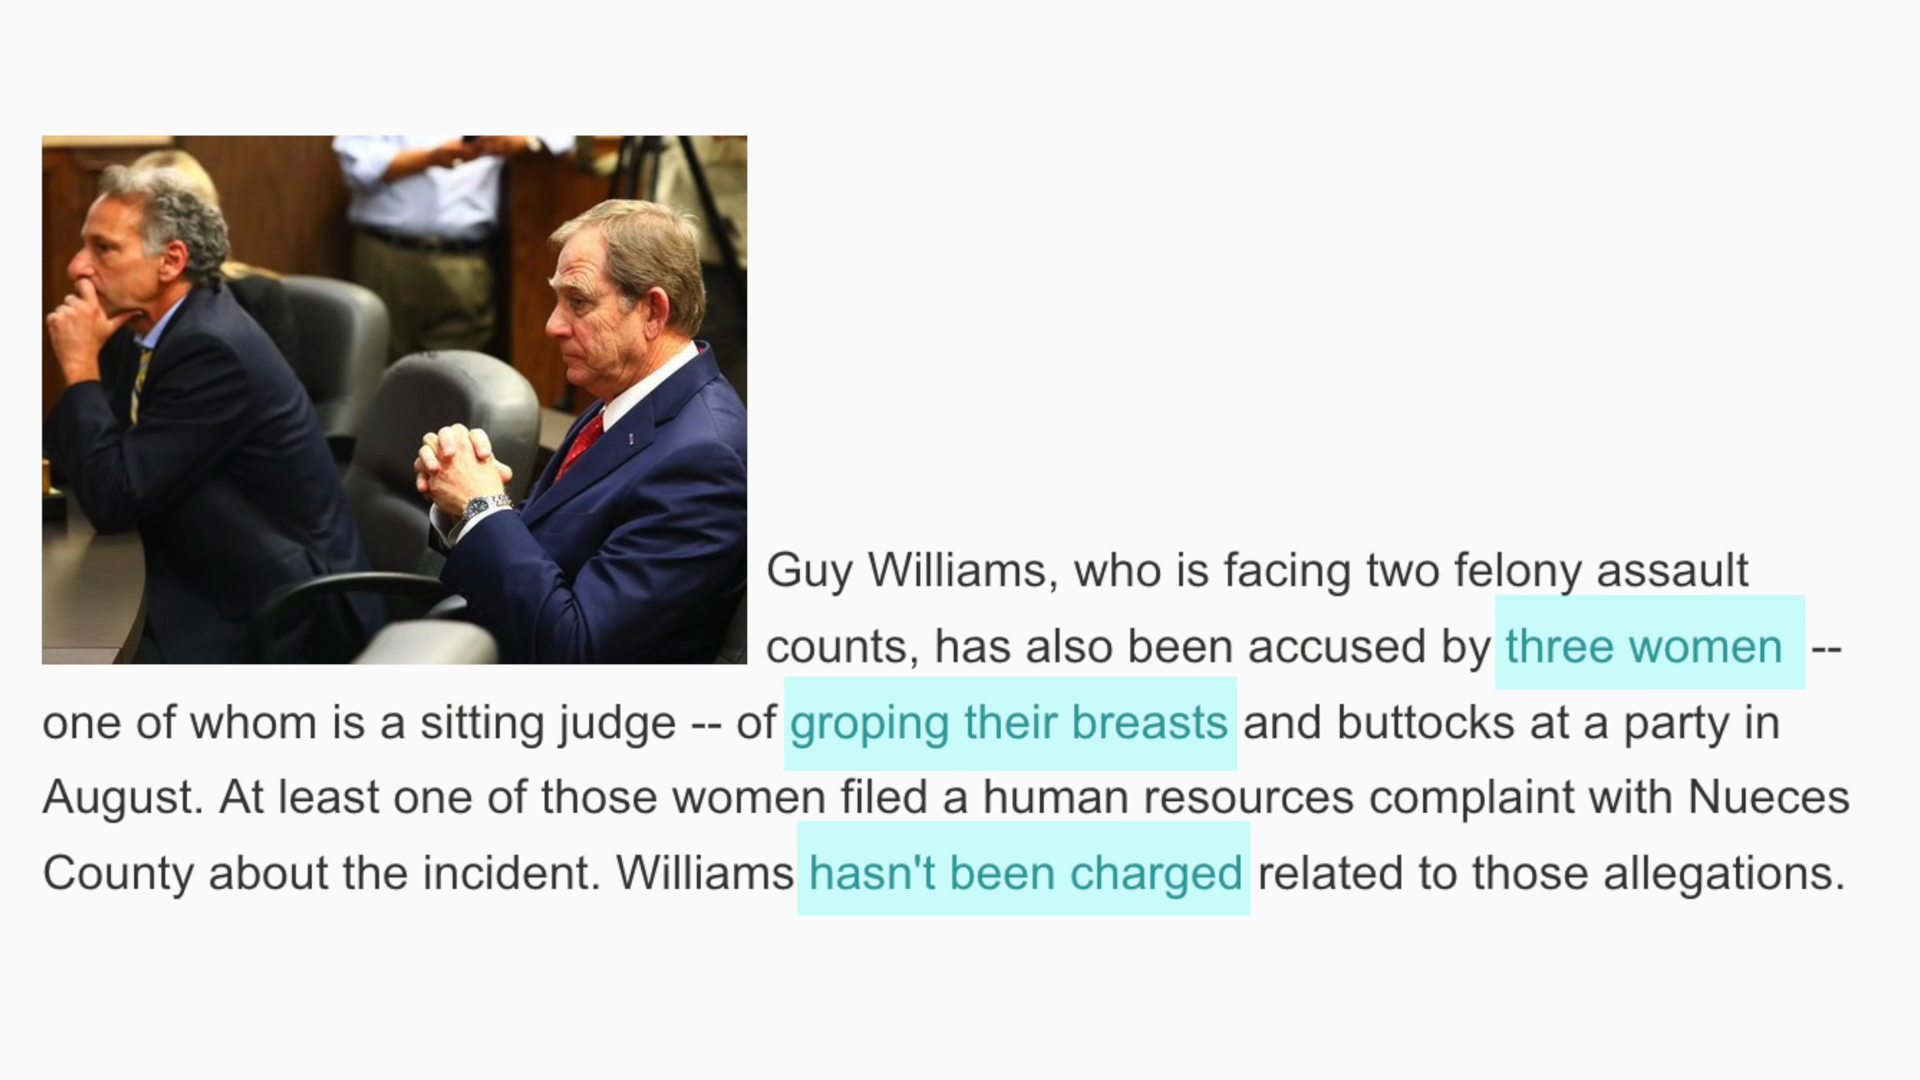 Guy Williams, who is facing two felony assault
counts, has also been accused by three women --
one of whom is a sitting judge -- of groping their breasts and buttocks at a party in
August. At least one of those women filed a human resources complaint with Nueces
County about the incident. Williams hasn't been charged related to those allegations.